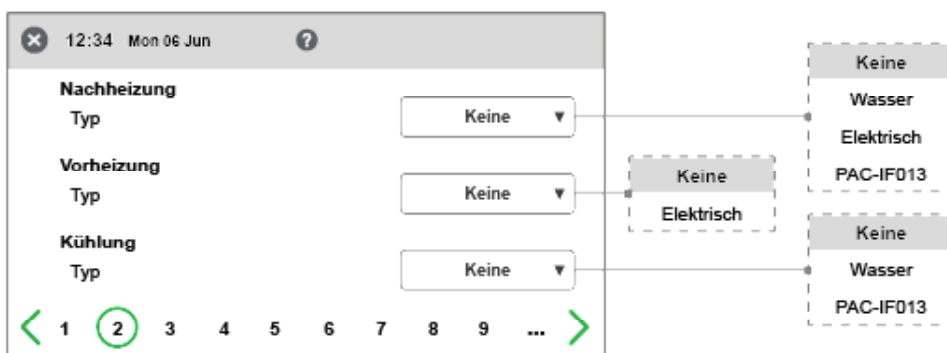 12:34 Mon 06 Jun ?
Nachheizung
Typ Keine
Vorheizung
Typ Keine
Kühlung
Typ Keine
1 2 3 4 5 6 7 8 9 ...
Keine
Elektrisch
Keine
Wasser
Elektrisch
PAC-IF013
Keine
Wasser
PAC-IF013